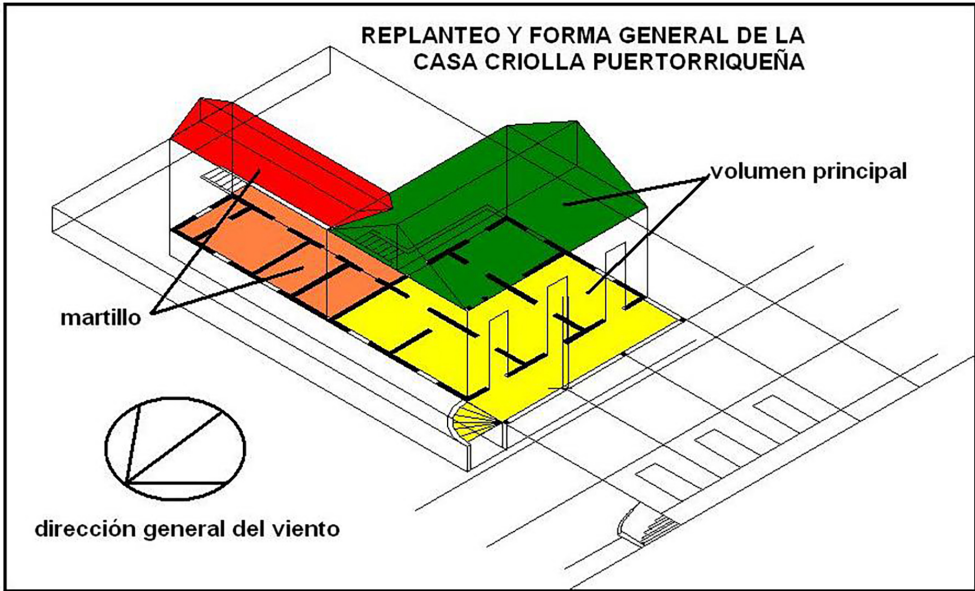 REPLANTEO Y FORMA GENERAL DE LA
CASA CRIOLLA PUERTORRIQUEÑA
volumen principal
martillo
dirección general del viento